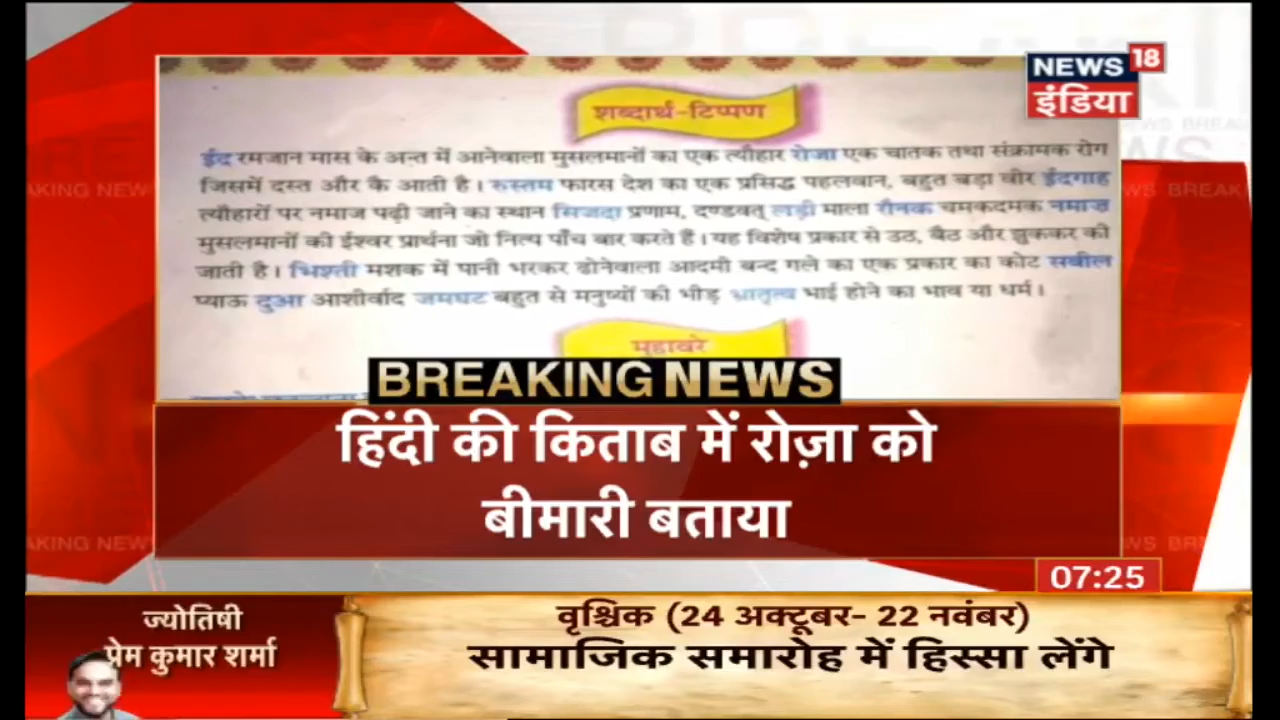 NEWS 18
इंडिया
शब्दार्थ-टिप्पण
ईद रमजान मास के अन्त में आनेवाला मुसलमानों का एक त्यौहार रोजा एक घातक तथा संक्रामक रोग
जिसमें दस्त और कै आती है। रुस्तम फारस देश का एक प्रसिद्ध पहलवान, बहुत बड़ा वीर ईदगाह
त्यौहारों पर नमाज पढ़ी जाने का स्थान सिजदा प्रणाम, दण्डवत् लड़ी माला रौनक चमकदमक नमाज
मुसलमानों की ईश्वर प्रार्थना जो नित्य पाँच बार करते हैं। यह विशेष प्रकार से उठ, बैठ और झुककर की
जाती है। भिश्ती मशक में पानी भरकर ढोनेवाला आदमी बन्द गले का एक प्रकार का कोट सबील
प्याऊ दुआ आशीर्वाद जमघट बहुत से मनुष्यों की भीड़ भ्रातृत्व भाई होने का भाव या धर्म।
मुहावरे
BREAKING NEWS
हिंदी की किताब में रोज़ा को
बीमारी बताया
07:25
ज्योतिषी
प्रेम कुमार शर्मा
वृश्चिक (24 अक्टूबर- 22 नवंबर)
सामाजिक समारोह में हिस्सा लेंगे